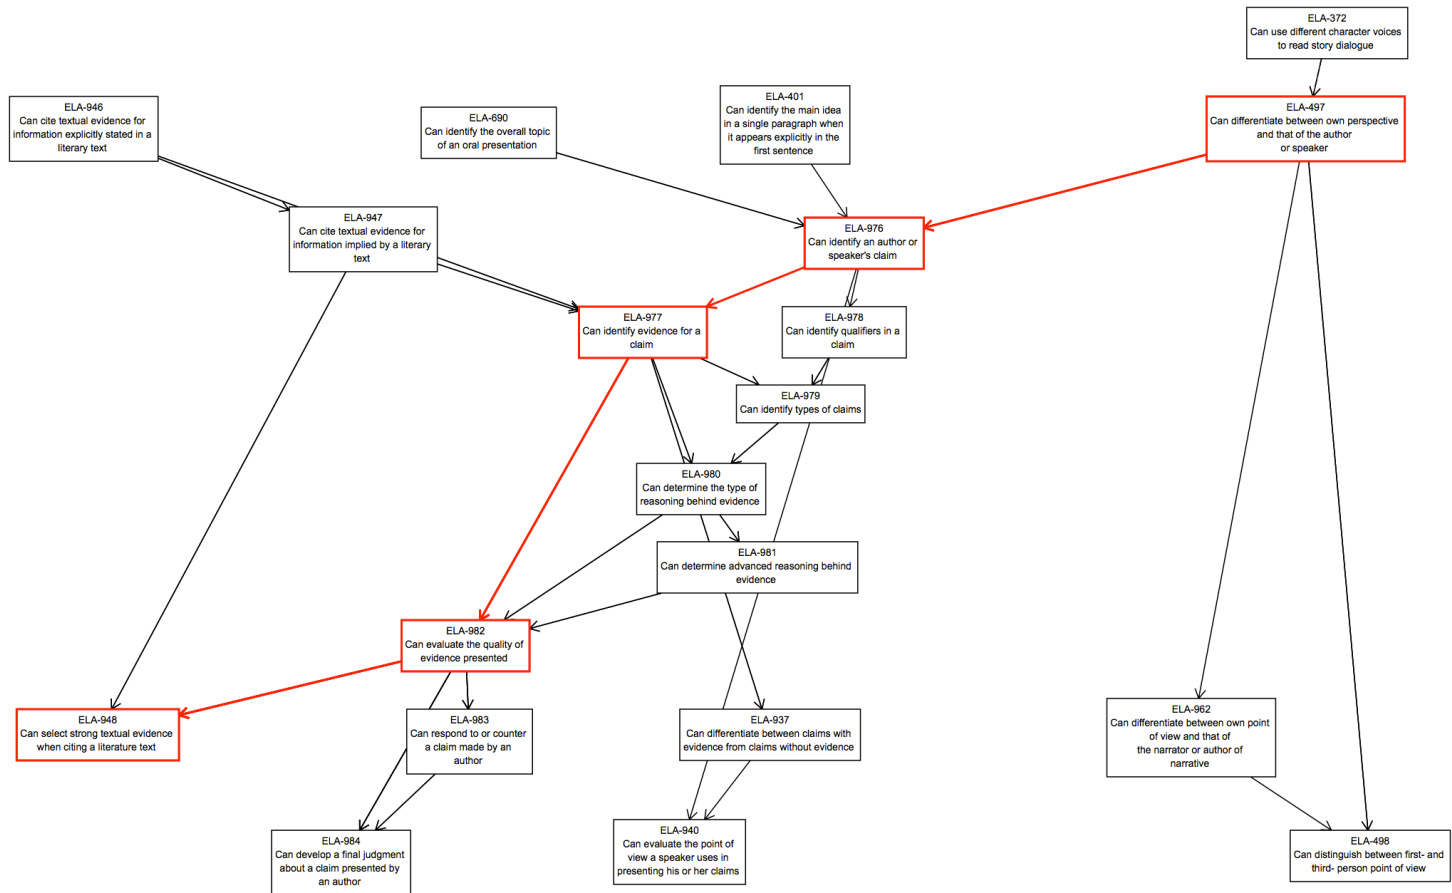 ELA-372
Can use different character voices
to read story dialogue
ELA-946
Can cite textual evidence for
information explicitly stated in a
literary text
ELA-690
Can identify the overall topic
of an oral presentation
ELA-401
Can identify the main idea
in a single paragraph when
it appears explicitly in the
first sentence
ELA-497
Can differentiate between own perspective
and that of the author
or speaker
ELA-947
Can cite textual evidence for
information implied by a literary
text
ELA-976
Can identify an author or
speaker's claim
ELA-977
Can identify evidence for a
claim
ELA-978
Can identify qualifiers in a
claim
ELA-979
Can identify types of claims
ELA-980
Can determine the type of
reasoning behind evidence
ELA-981
Can determine advanced reasoning behind
evidence
ELA-982
Can evaluate the quality of
evidence presented
ELA-948
Can select strong textual evidence
when citing a literature text
ELA-983
Can respond to or counter
a claim made by an
author
ELA-937
Can differentiate between claims with
evidence from claims without evidence
ELA-962
Can differentiate between own point
of view and that of
the narrator or author of
narrative
ELA-984
Can develop a final judgment
about a claim presented by
an author
ELA-940
Can evaluate the point of
view a speaker uses in
presenting his or her claims
ELA-498
Can distinguish between first- and
third- person point of view